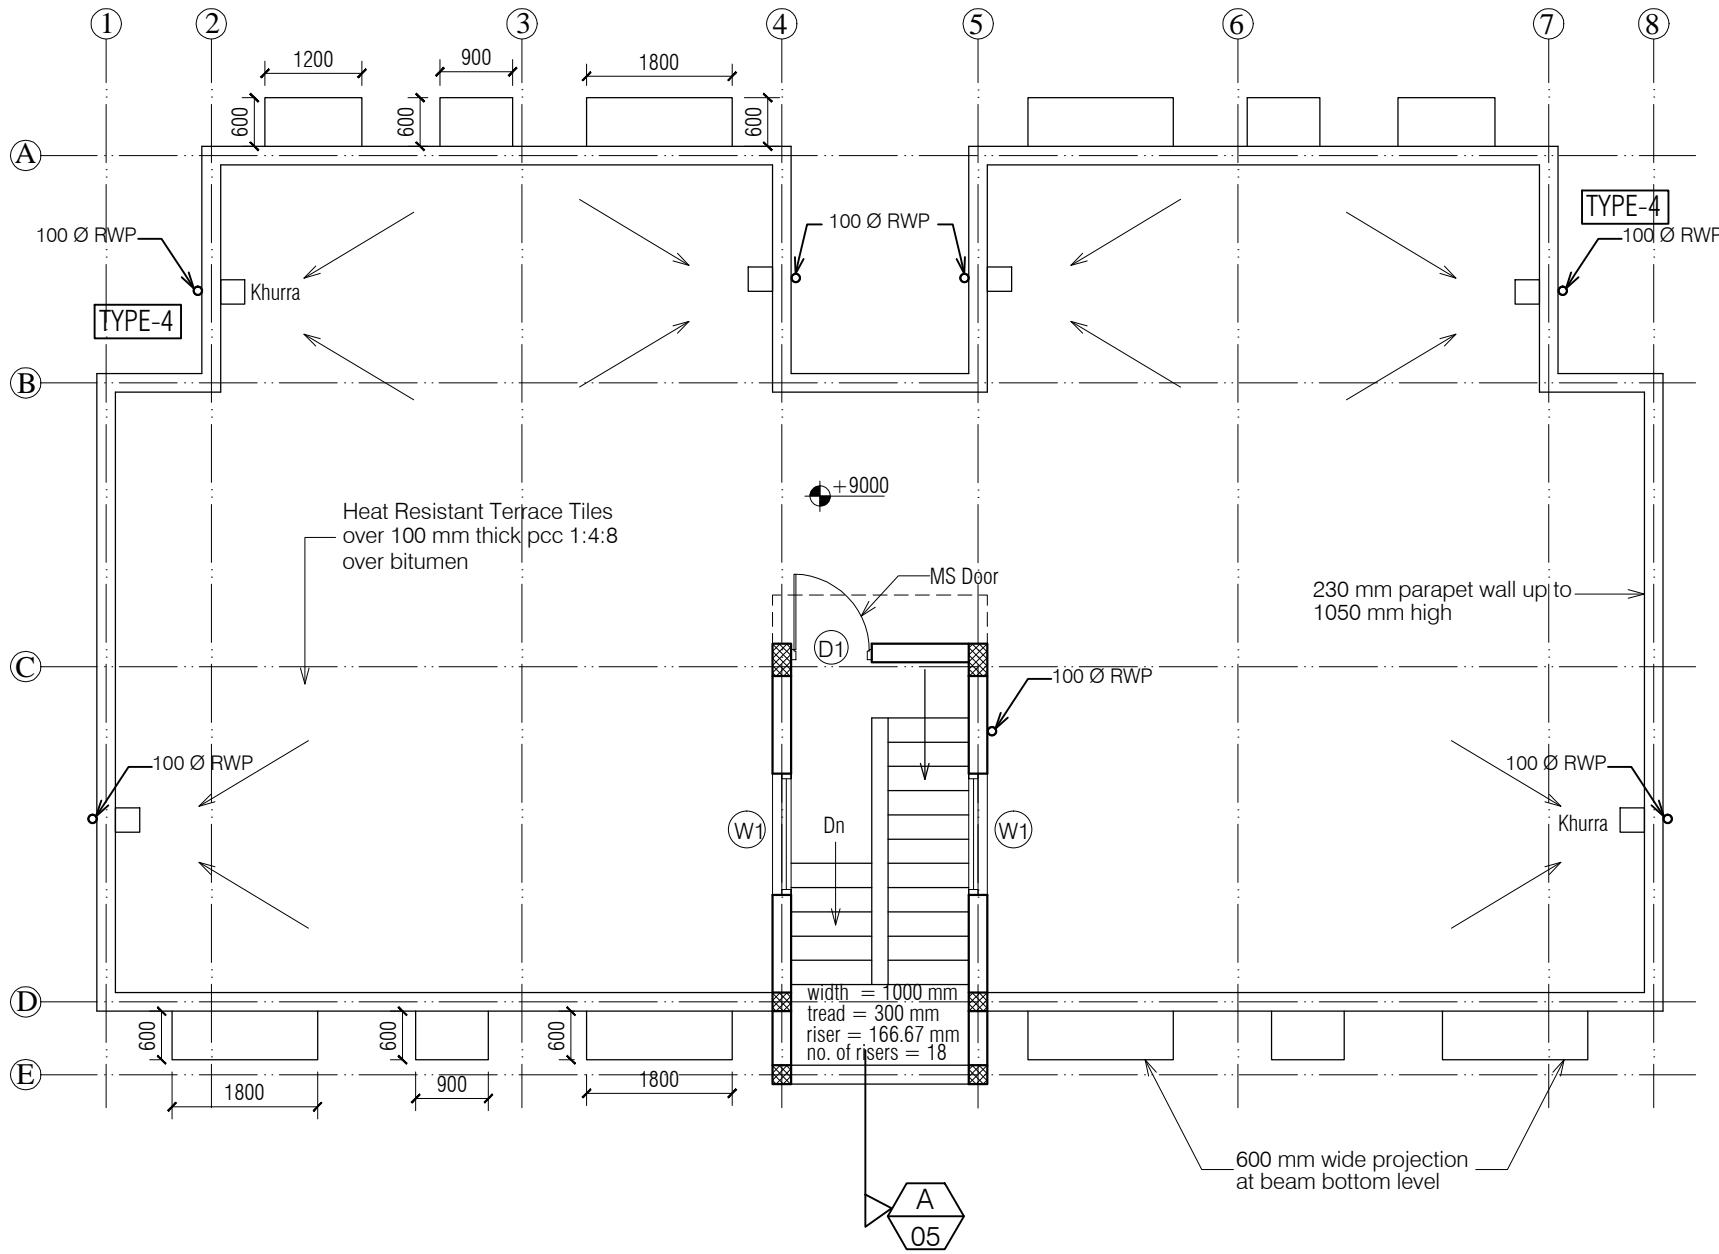 1 2 3 4 5 6 7 8
1200 900 1800
600 600 600
A
TYPE-4
100 Ø RWP 100 Ø RWP 100 Ø RWP
Khurra
TYPE-4
B
+9000
Heat Resistant Terrace Tiles
over 100 mm thick pcc 1:4:8
over bitumen
MS Door
230 mm parapet wall up to
1050 mm high
D1
C
100 Ø RWP
100 Ø RWP 100 Ø RWP
W1 Dn W1 Khurra
D
width = 1000 mm
tread = 300 mm
riser = 166.67 mm
no. of risers = 18
600 600 600
E
1800 900 1800
600 mm wide projection
at beam bottom level
A
05